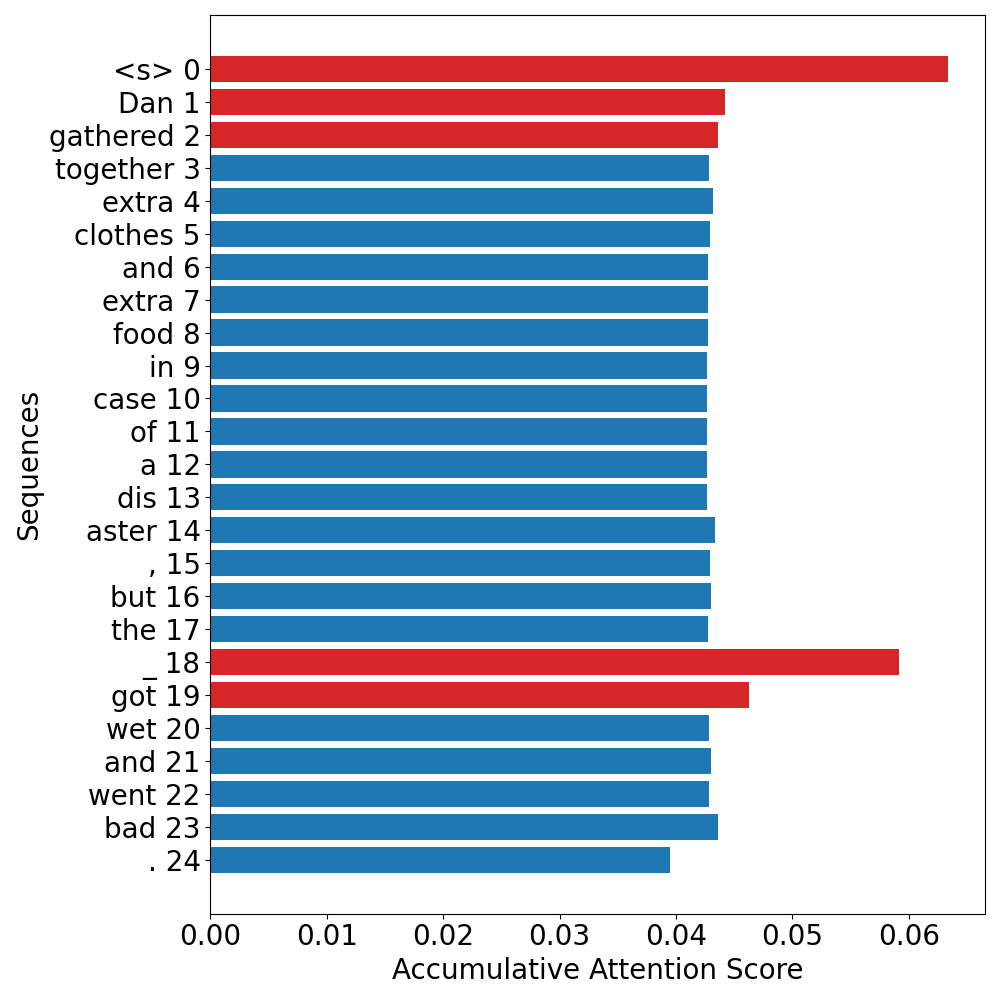 <s> 0
Dan 1
gathered 2
together 3
extra 4
clothes 5
and 6
extra 7
food 8
in 9
case 10
of 11
a 12
dis 13
aster 14
, 15
but 16
the 17
_ 18
got 19
wet 20
and 21
went 22
bad 23
. 24
Sequences
0.00 0.01 0.02 0.03 0.04 0.05 0.06
Accumulative Attention Score